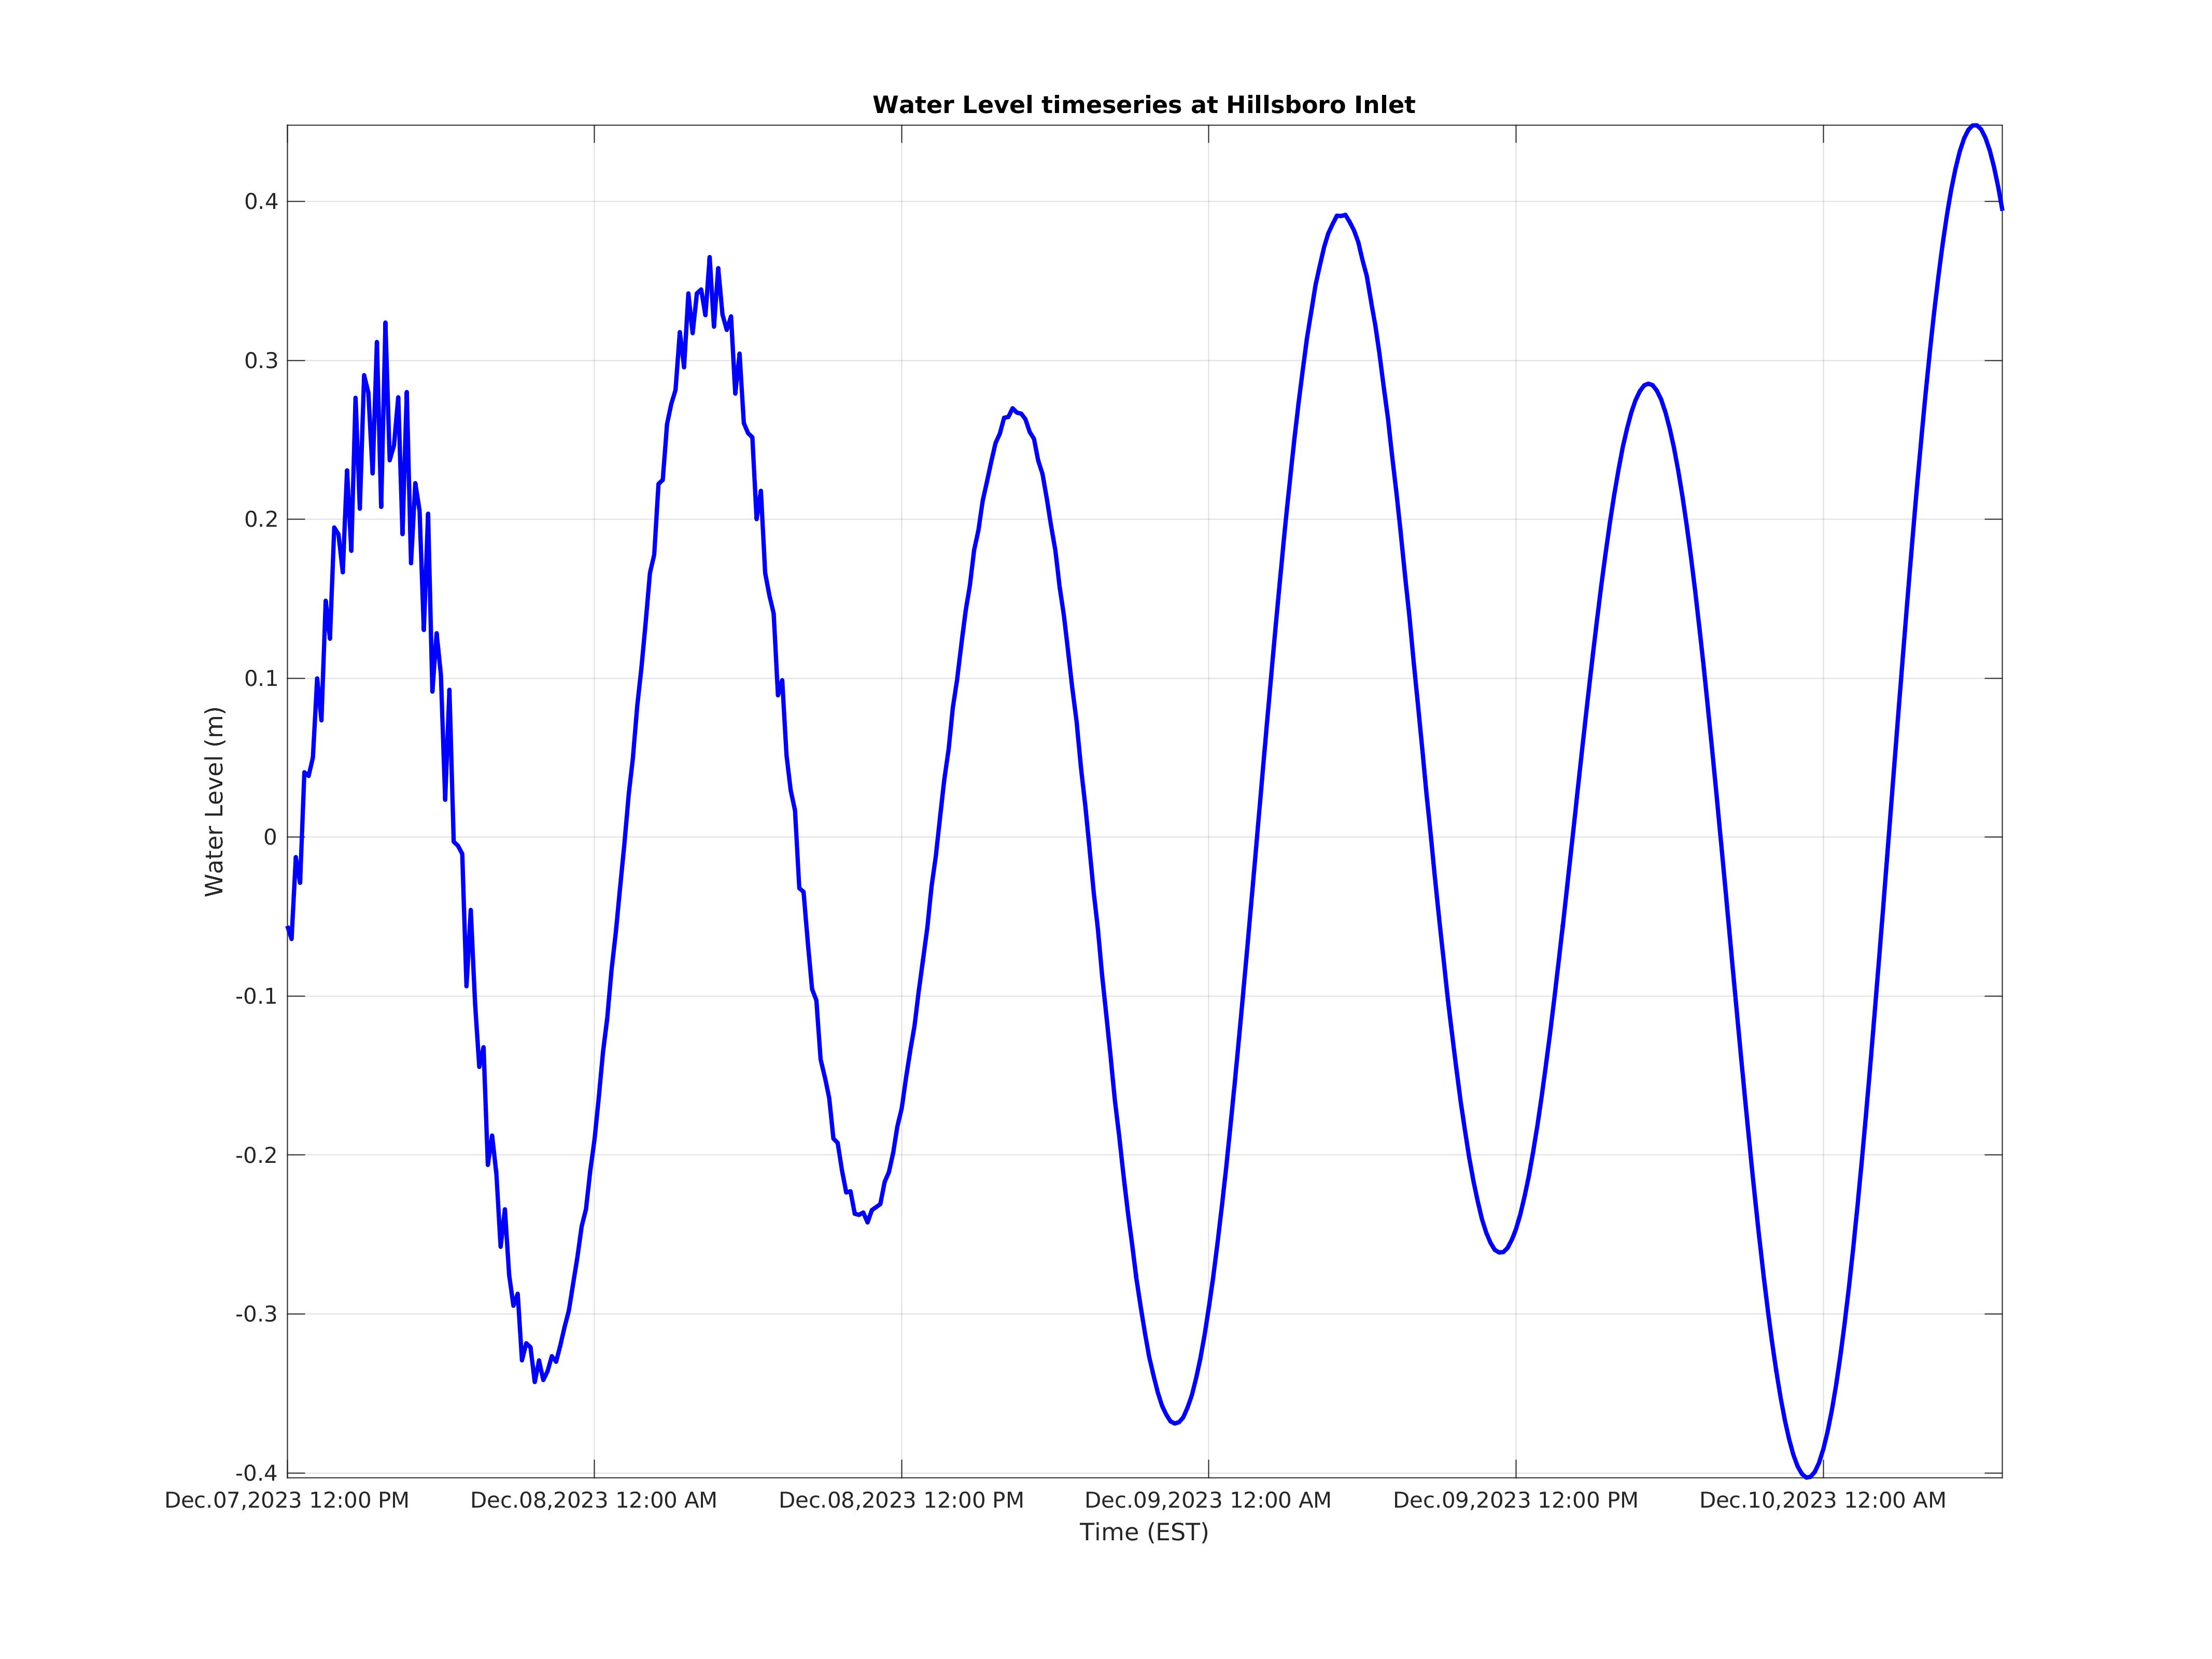 Water Level timeseries at Hillsboro Inlet
0.4
0.3
0.2
0.1
0
-0.1
-0.2
-0.3
-0.4
Water Level (m)
Dec.07,2023 12:00 PM
Dec.08,2023 12:00 AM
Dec.08,2023 12:00 PM
Dec.09,2023 12:00 AM
Dec.09,2023 12:00 PM
Dec.10,2023 12:00 AM
Time (EST)